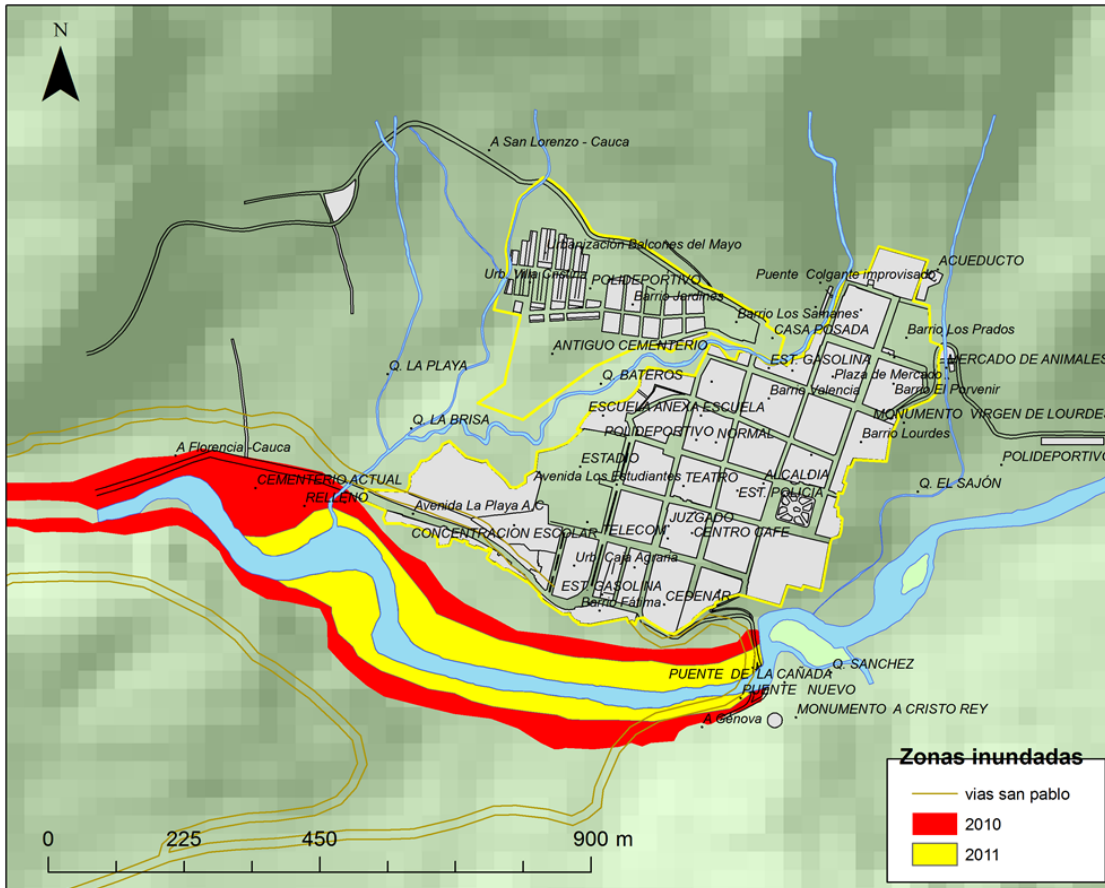 N
A San Lorenzo - Cauca
Urbanización Balcones del Mayo
ACUEDUCTO
Urb. Villa Cristina
POLIDEPORTIVO
Puente Colgante improvisado
Barrio Jardines
Barrio Los Samanes
CASA POSADA
Barrio Los Prados
ANTIGUO CEMENTERIO
EST. GASOLINA
MERCADO DE ANIMALES
Q. LA PLAYA
Plaza de Mercado
Q. BATEROS
Barrio Valencia
Barrio El Porvenir
ESCUELA ANEXA ESCUELA
MONUMENTO VIRGEN DE LOURDES
Q. LA BRISA
POLIDEPORTIVO
NORMAL
Barrio Lourdes
A Florencia -Cauca
ESTADIO
POLIDEPORTIVO
CEMENTERIO ACTUAL
Avenida Los Estudiantes
TEATRO
ALCALDIA
Q. EL SAJÓN
RELLENO
EST. POLICIA
Avenida La Playa A.C
JUZGADO
CONCENTRACION ESCOLAR
TELECOM
CENTRO CAFE
Urb. Caja Agraria
EST. GASOLINA
Barrio Fátima
CEDENAR
PUENTE DE LA CAÑADA
Q. SANCHEZ
PUENTE NUEVO
MONUMENTO A CRISTO REY
A Génova
Zonas inundadas
vias san pablo
2010
2011
0 225 450 900 m